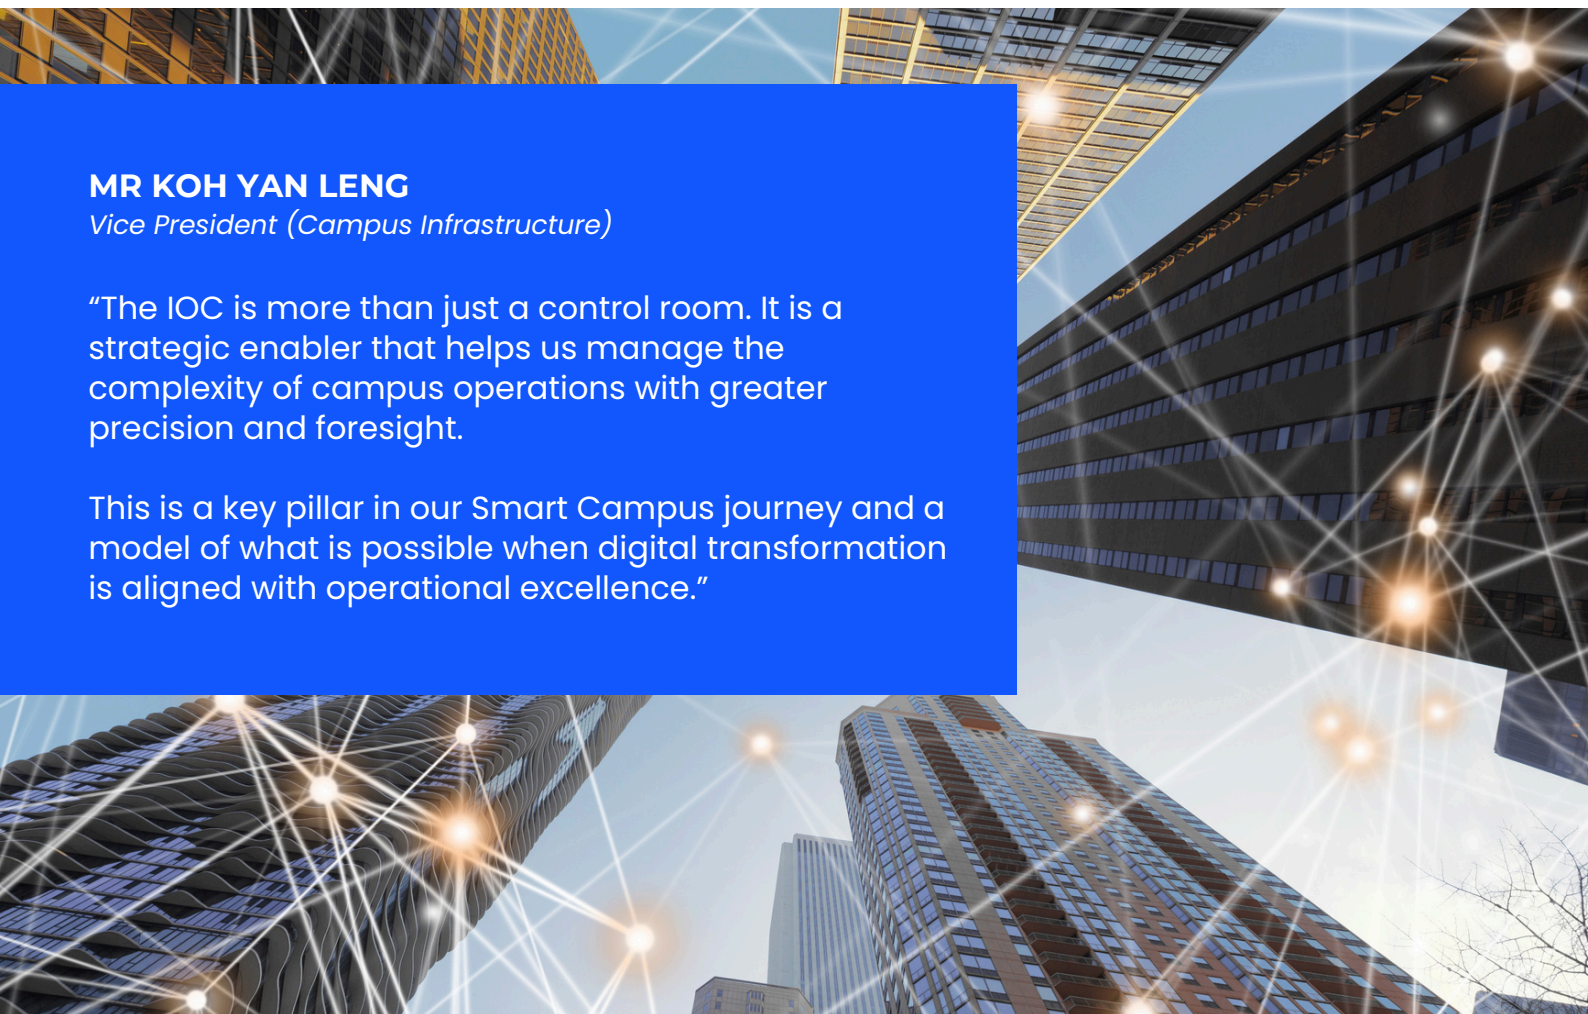 MR KOH YAN LENG
Vice President (Campus Infrastructure)
“The IOC is more than just a control room. It is a
strategic enabler that helps us manage the
complexity of campus operations with greater
precision and foresight.
This is a key pillar in our Smart Campus journey and a
model of what is possible when digital transformation
is aligned with operational excellence.”